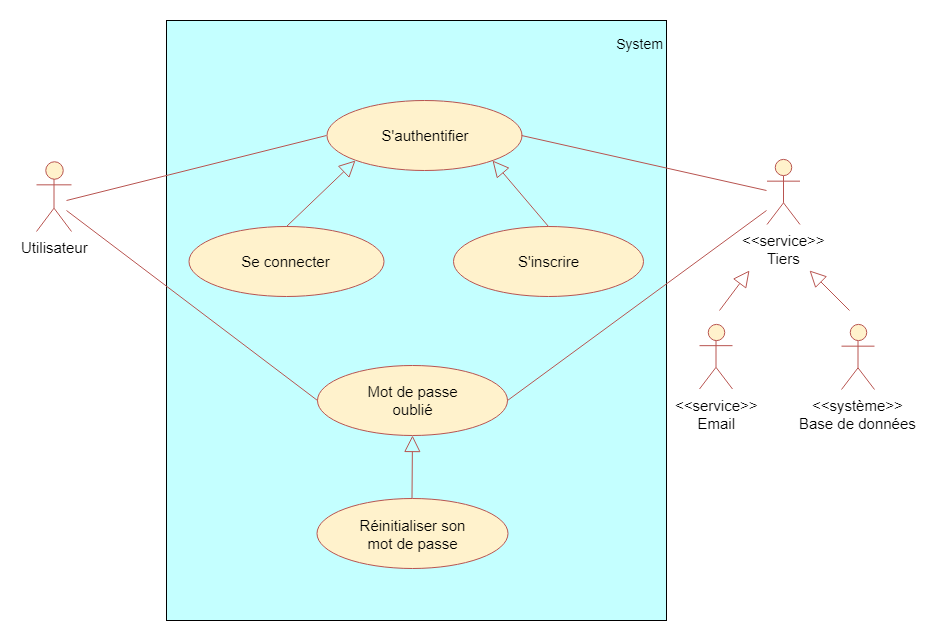 System
S'authentifier
Utilisateur
<<service>>
Tiers
Se connecter
S'inscrire
Mot de passe
oublié
<<service>>
Email
<<système>>
Base de données
Réinitialiser son
mot de passe